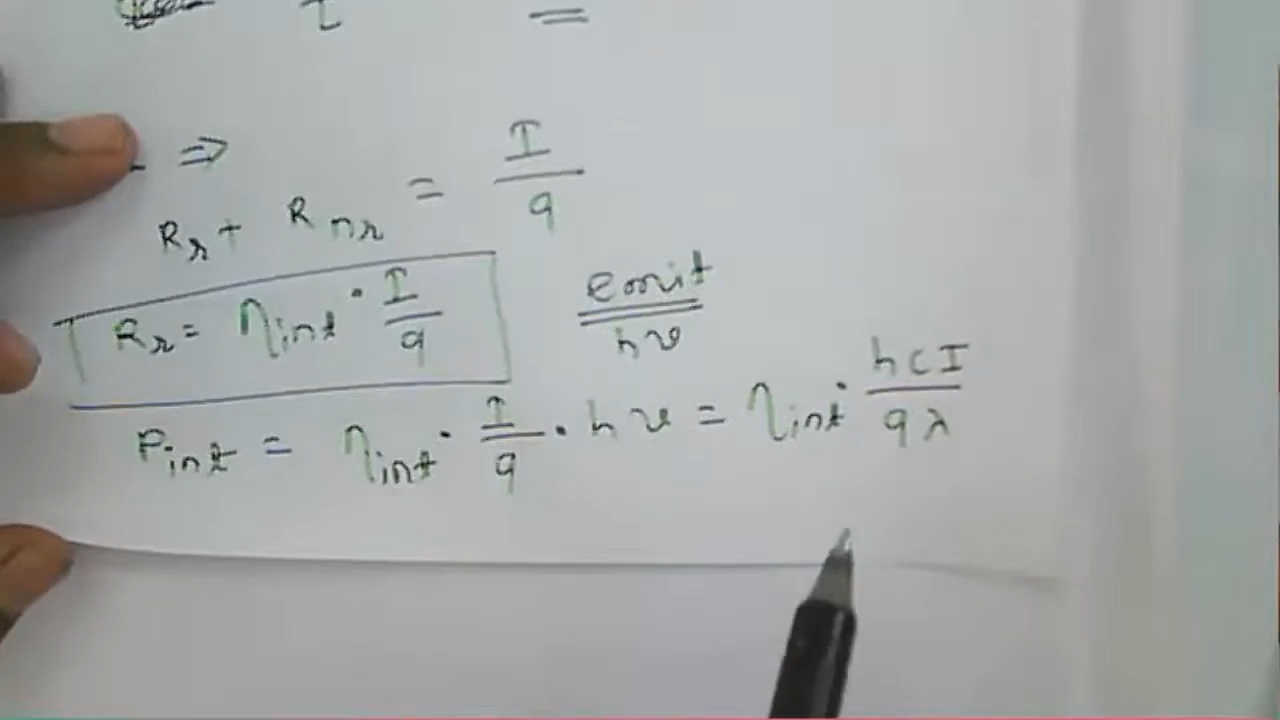 τ =
⇒
R_r + R_nr = I/q
R_r = η_int · I/q
emit
hν
P_int = η_int · I/q · hν = η_int · hcI/qλ